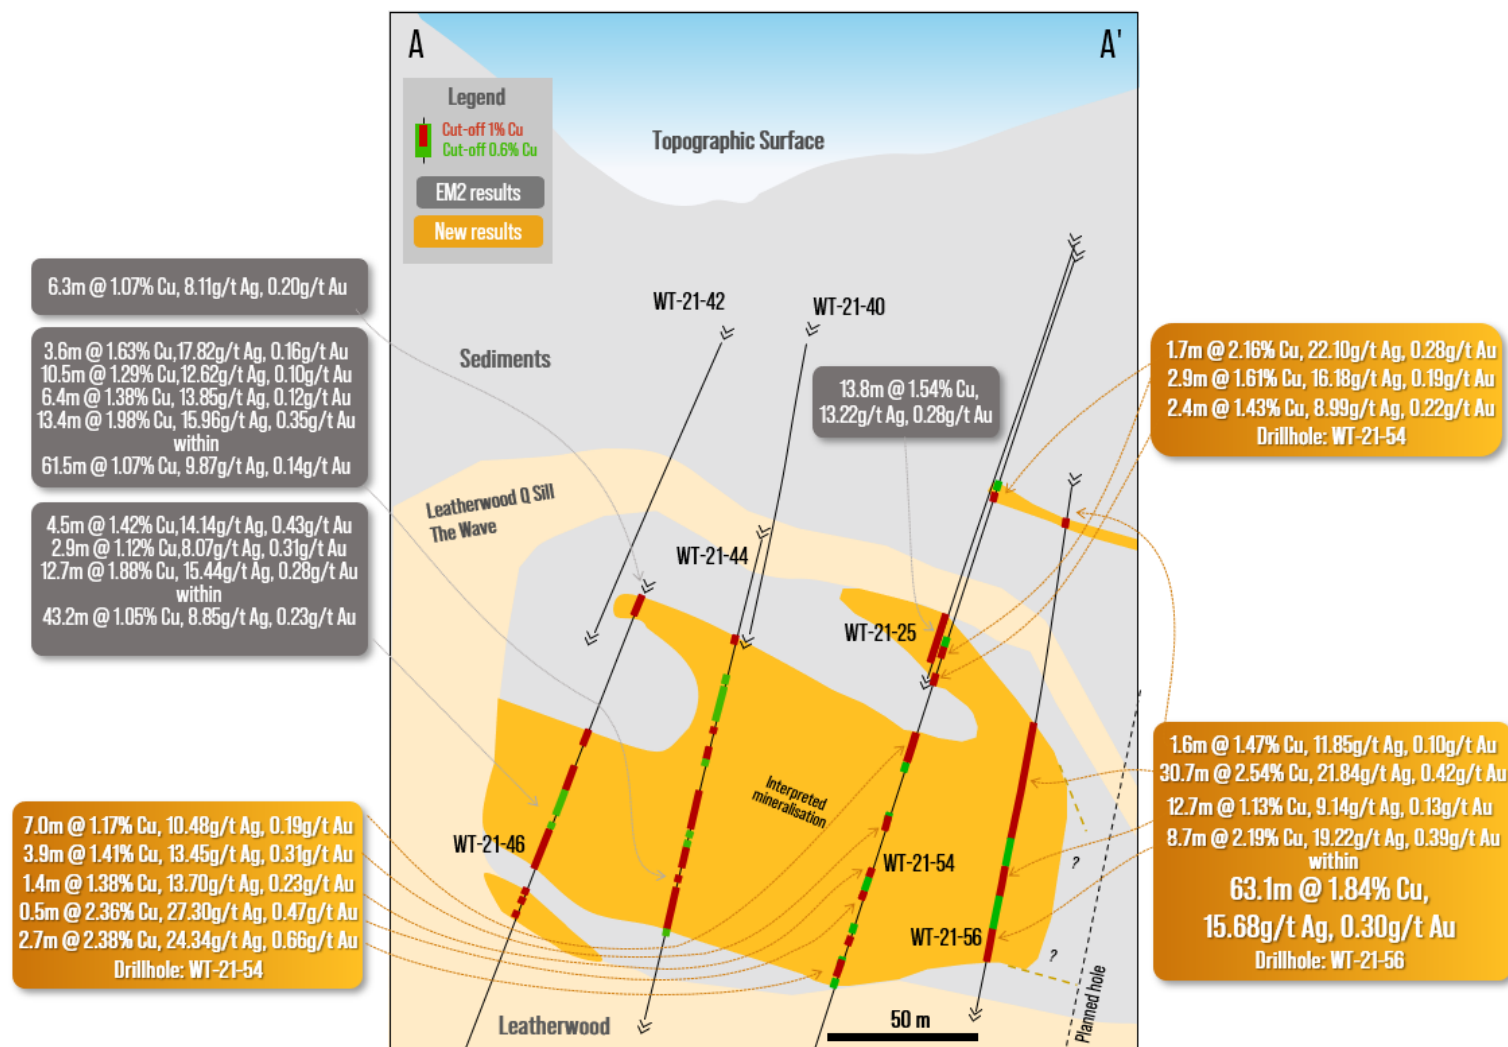 A
A'
Legend
Cut-off 1% Cu
Cut-off 0.6% Cu
EM2 results
New results
Topographic Surface
6.3m @ 1.07% Cu, 8.11g/t Ag, 0.20g/t Au
3.6m @ 1.63% Cu,17.82g/t Ag, 0.16g/t Au
10.5m @ 1.29% Cu,12.62g/t Ag, 0.10g/t Au
6.4m @ 1.38% Cu, 13.85g/t Ag, 0.12g/t Au
13.4m @ 1.98% Cu, 15.96g/t Ag, 0.35g/t Au
within
61.5m @ 1.07% Cu, 9.87g/t Ag, 0.14g/t Au
4.5m @ 1.42% Cu,14.14g/t Ag, 0.43g/t Au
2.9m @ 1.12% Cu,8.07g/t Ag, 0.31g/t Au
12.7m @ 1.88% Cu, 15.44g/t Ag, 0.28g/t Au
within
43.2m @ 1.05% Cu, 8.85g/t Ag, 0.23g/t Au
7.0m @ 1.17% Cu, 10.48g/t Ag, 0.19g/t Au
3.9m @ 1.41% Cu, 13.45g/t Ag, 0.31g/t Au
1.4m @ 1.38% Cu, 13.70g/t Ag, 0.23g/t Au
0.5m @ 2.36% Cu, 27.30g/t Ag, 0.47g/t Au
2.7m @ 2.38% Cu, 24.34g/t Ag, 0.66g/t Au
Drillhole: WT-21-54
WT-21-42
WT-21-40
Sediments
13.8m @ 1.54% Cu,
13.22g/t Ag, 0.28g/t Au
Leatherwood Q Sill
The Wave
WT-21-44
WT-21-25
Interpreted
mineralisation
WT-21-46
WT-21-54
WT-21-56
?
?
Planned hole
Leatherwood
50 m
1.7m @ 2.16% Cu, 22.10g/t Ag, 0.28g/t Au
2.9m @ 1.61% Cu, 16.18g/t Ag, 0.19g/t Au
2.4m @ 1.43% Cu, 8.99g/t Ag, 0.22g/t Au
Drillhole: WT-21-54
1.6m @ 1.47% Cu, 11.85g/t Ag, 0.10g/t Au
30.7m @ 2.54% Cu, 21.84g/t Ag, 0.42g/t Au
12.7m @ 1.13% Cu, 9.14g/t Ag, 0.13g/t Au
8.7m @ 2.19% Cu, 19.22g/t Ag, 0.39g/t Au
within
63.1m @ 1.84% Cu,
15.68g/t Ag, 0.30g/t Au
Drillhole: WT-21-56